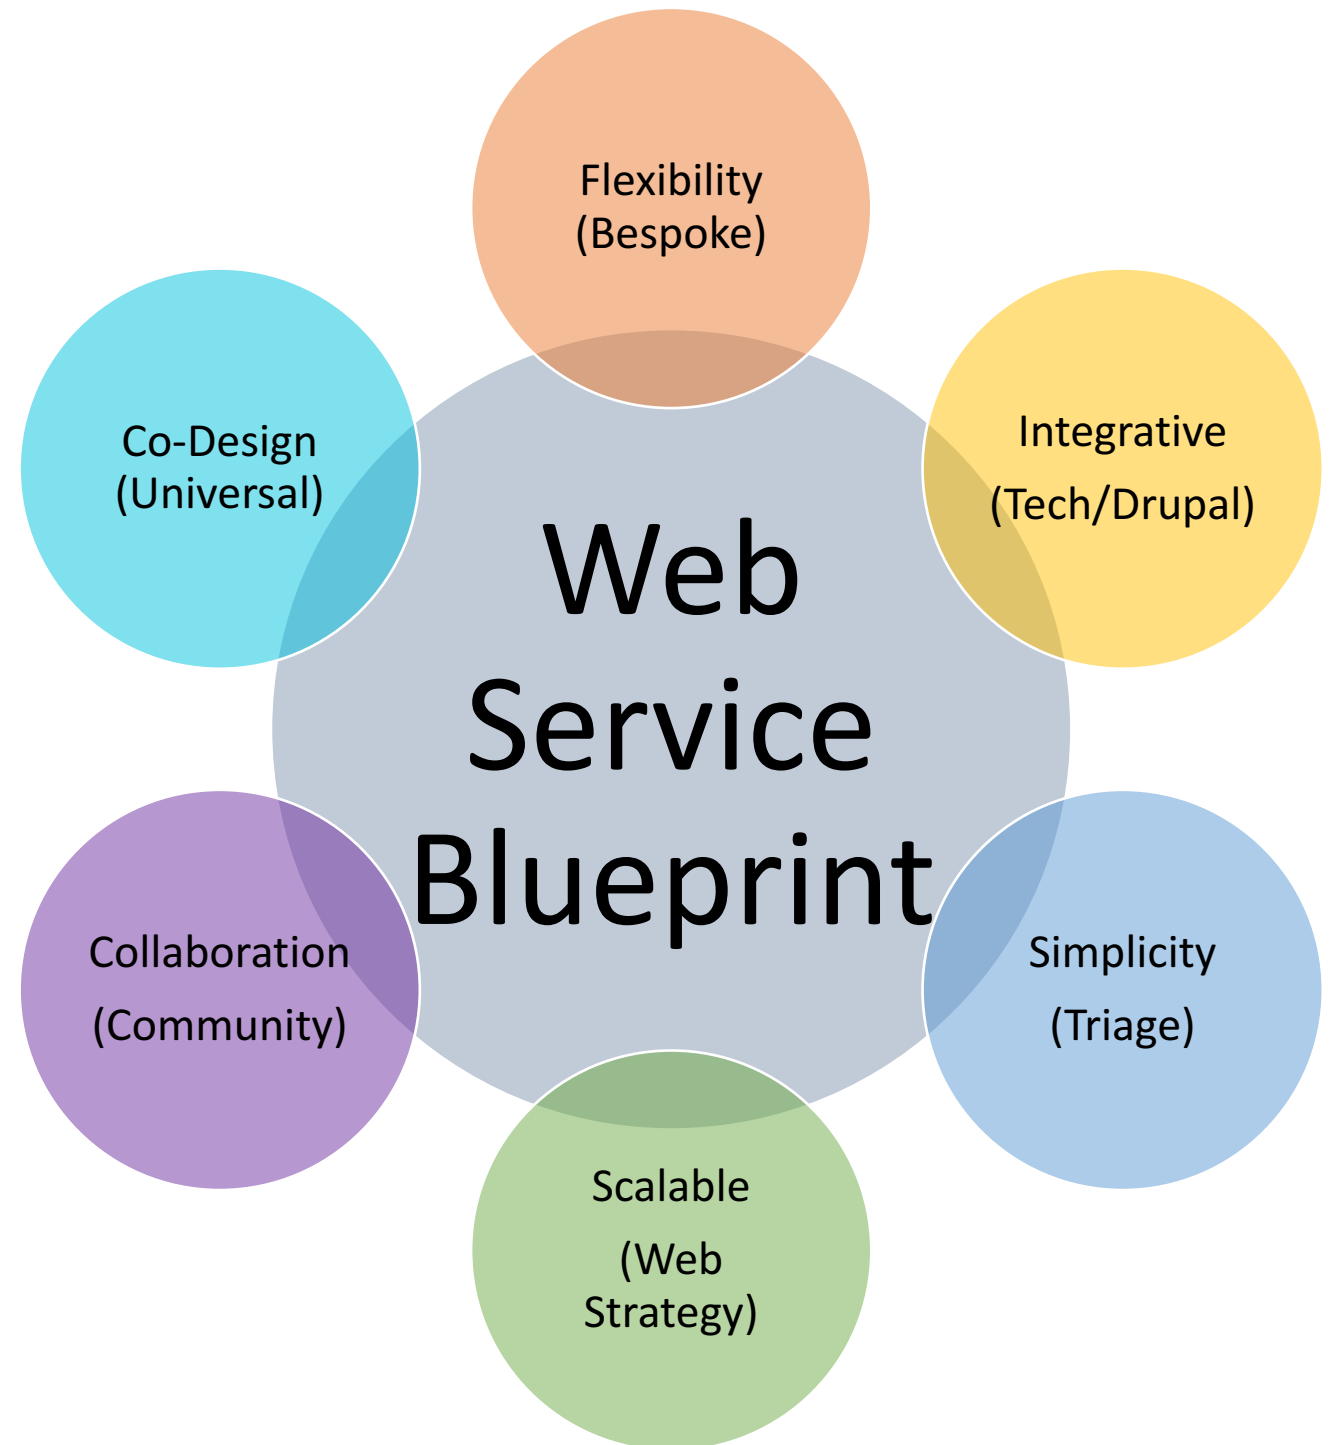 Flexibility
(Bespoke)
Integrative
(Tech/Drupal)
Simplicity
(Triage)
Scalable
(Web
Strategy)
Collaboration
(Community)
Co-Design
(Universal)
Web
Service
Blueprint